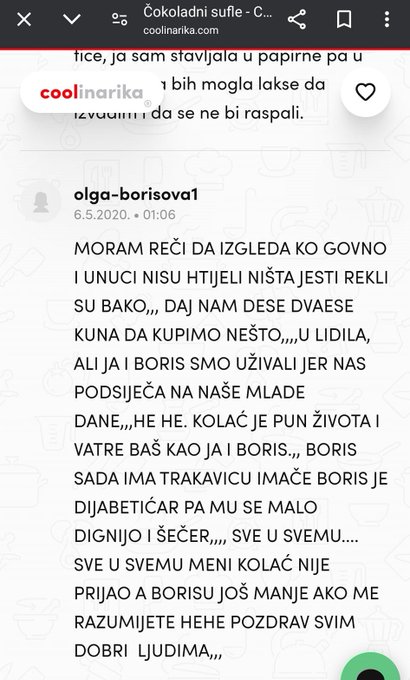 Čokoladni sufle - C...
coolinarika.com
fice, ja sam stavljala u papirne pa u
a bih mogla lakse da
coolinarika®
izvadim i da se ne bi raspali.
olga-borisova1
6.5.2020. • 01:06
MORAM REČI DA IZGLEDA KO GOVNO
I UNUCI NISU HTIJELI NIŠTA JESTI REKLI
SU BAKO,,, DAJ NAM DESE DVAESE
KUNA DA KUPIMO NEŠTO,,,,U LIDILA,
ALI JA I BORIS SMO UŽIVALI JER NAS
PODSIJEČA NA NAŠE MLADE
DANE,,,HE HE. KOLAĆ JE PUN ŽIVOTA I
VATRE BAŠ KAO JA I BORIS.,, BORIS
SADA IMA TRAKAVICU IMAČE BORIS JE
DIJABETIĆAR PA MU SE MALO
DIGNIJO I ŠEČER,,,, SVE U SVEMU....
SVE U SVEMU MENI KOLAĆ NIJE
PRIJAO A BORISU JOŠ MANJE AKO ME
RAZUMIJETE HEHE POZDRAV SVIM
DOBRI LJUDIMA,,,